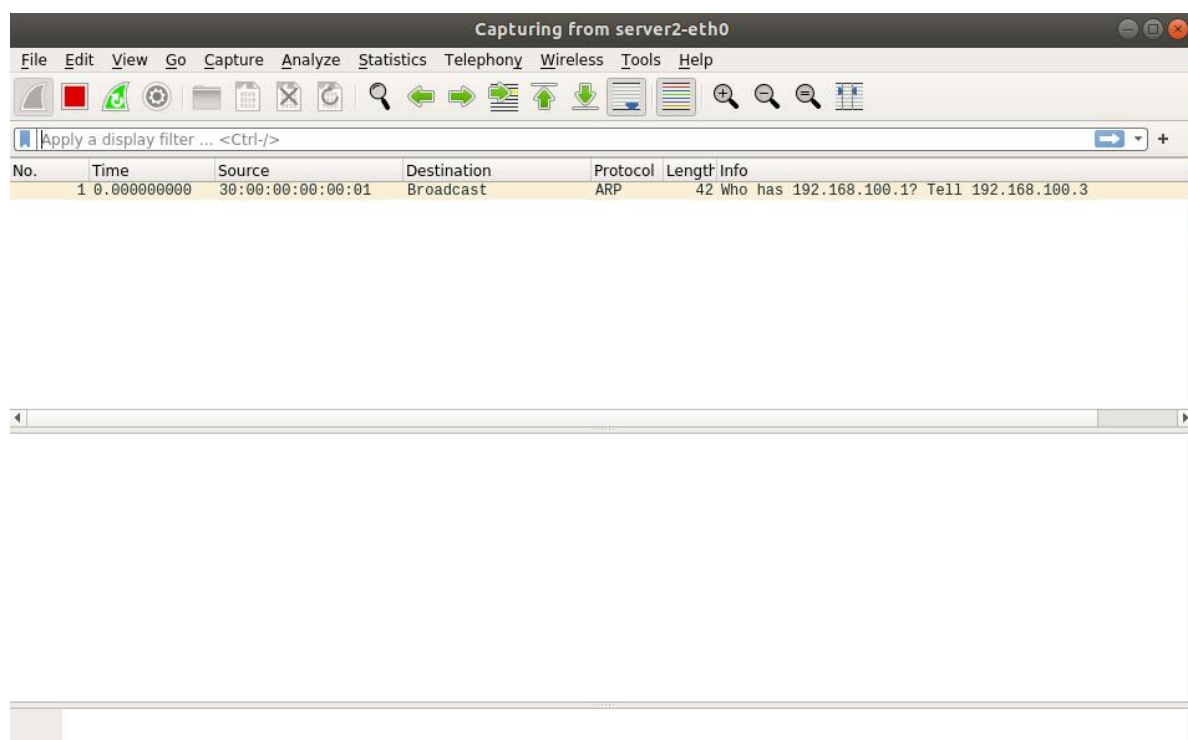 Capturing from server2-eth0
File Edit View Go Capture Analyze Statistics Telephony Wireless Tools Help
Apply a display filter ... <Ctrl-/>
No. Time Source Destination Protocol Length Info
1 0.000000000 30:00:00:00:00:01 Broadcast ARP 42 Who has 192.168.100.1? Tell 192.168.100.3